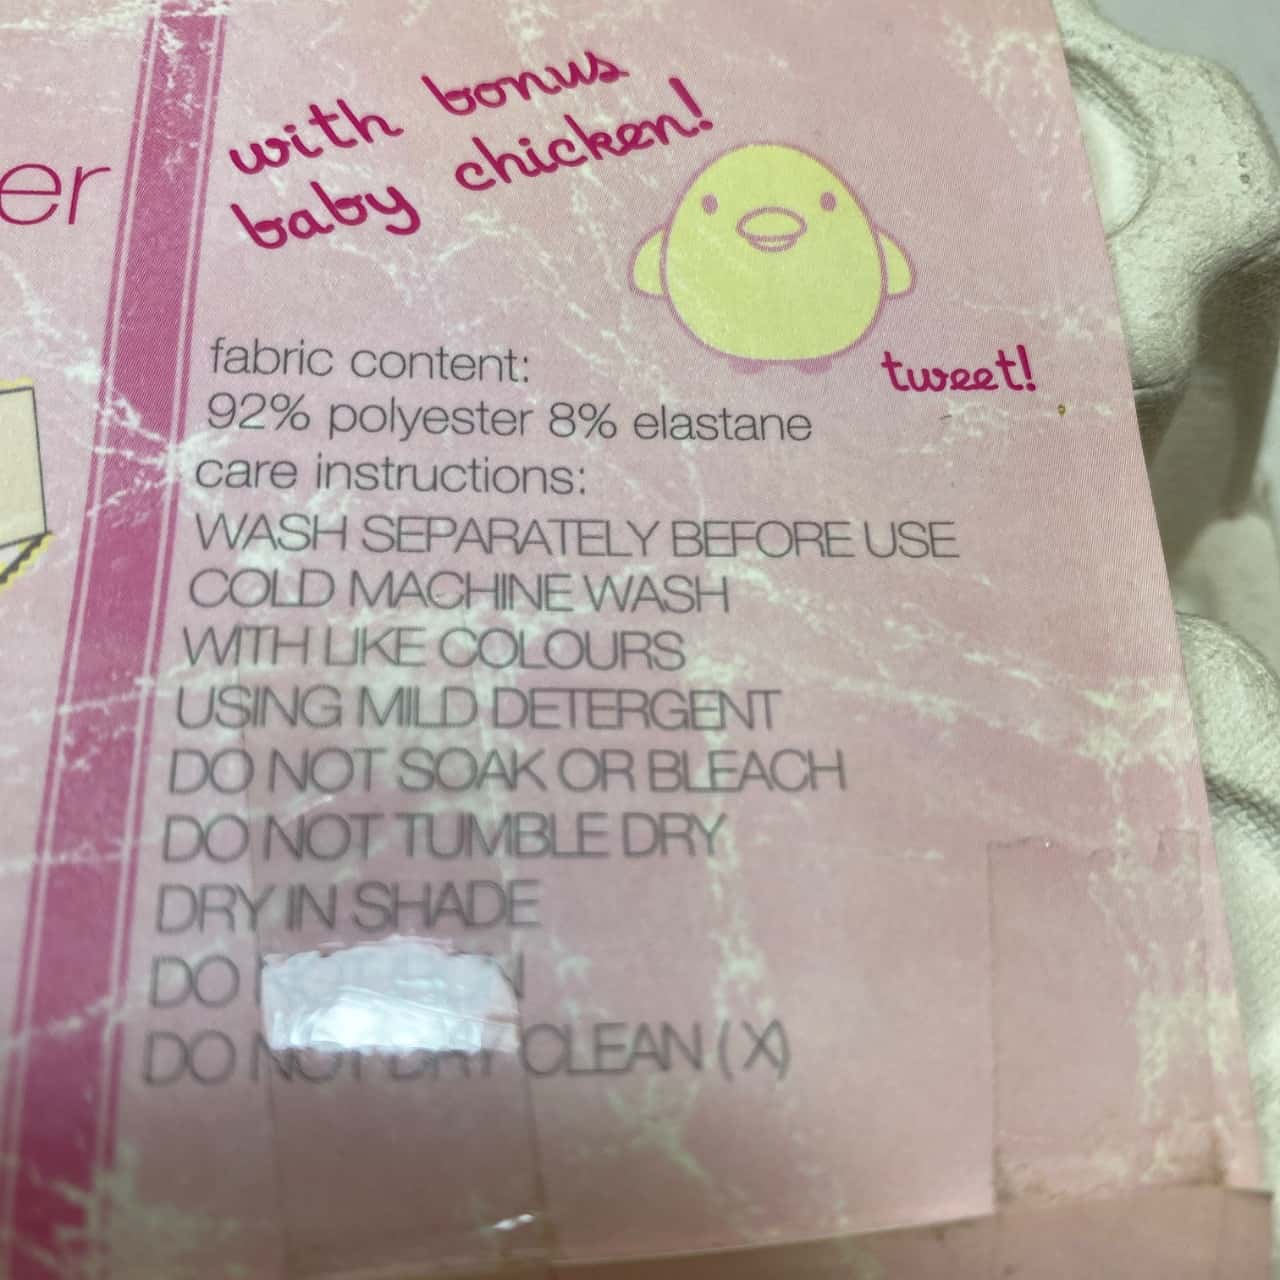 er
with bonus
baby chicken!
tweet!
fabric content:
92% polyester 8% elastane
care instructions:
WASH SEPARATELY BEFORE USE
COLD MACHINE WASH
WITH LIKE COLOURS
USING MILD DETERGENT
DO NOT SOAK OR BLEACH
DO NOT TUMBLE DRY
DRY IN SHADE
DO
DO NOT DRY CLEAN (X)